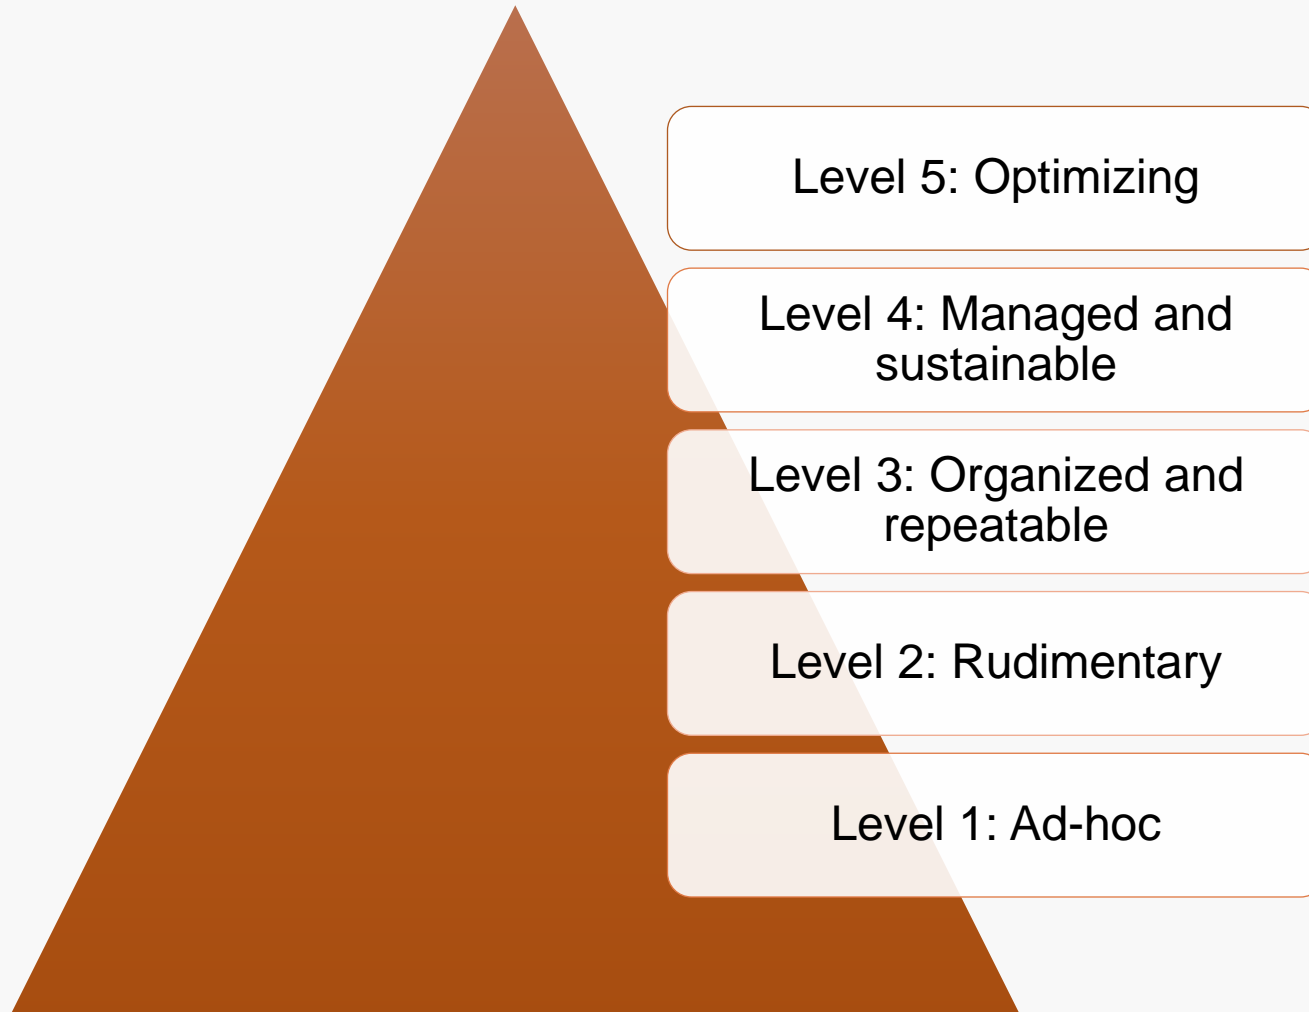 Level 5: Optimizing
Level 4: Managed and
sustainable
Level 3: Organized and
repeatable
Level 2: Rudimentary
Level 1: Ad-hoc